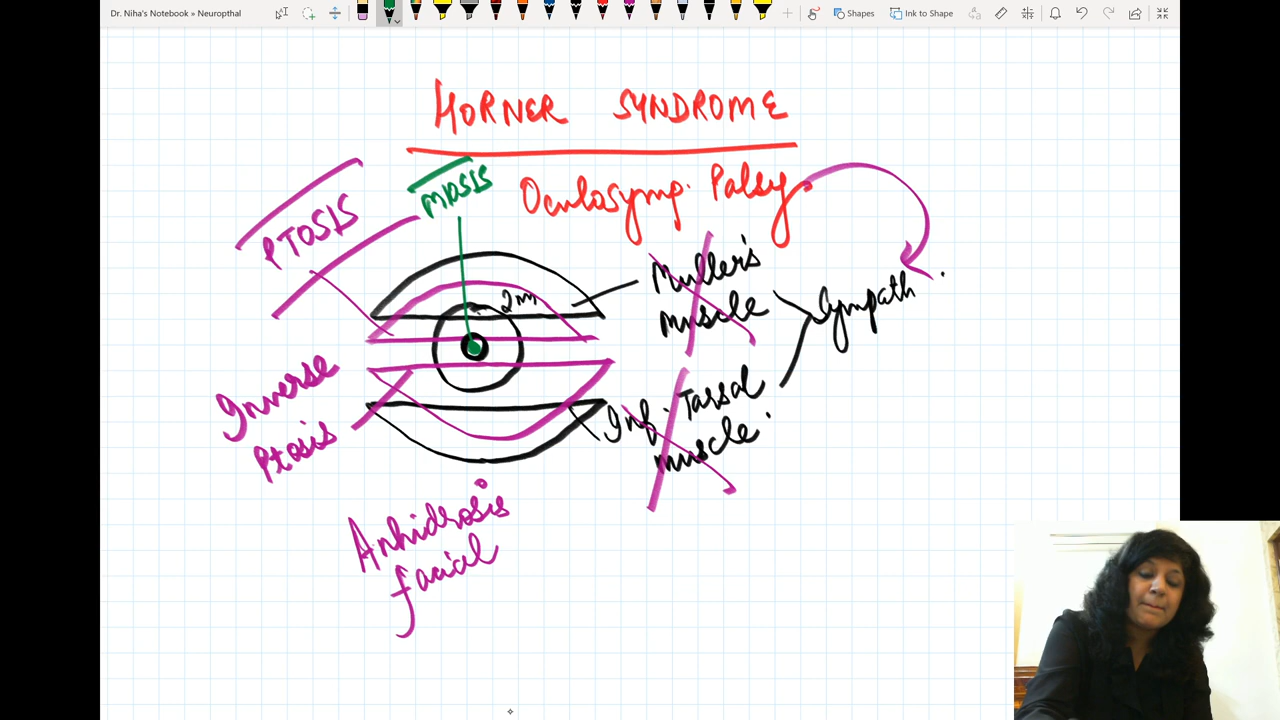 Dr. Niha's Notebook » Neuropthal
Shapes
Ink to Shape
HORNER SYNDROME
Oculosymp. Palsy
MIOSIS
PTOSIS
2m
Muller's
muscle
Sympath.
Inverse
Ptosis
Inf. Tarsal
muscle
Anhidrosis
facial